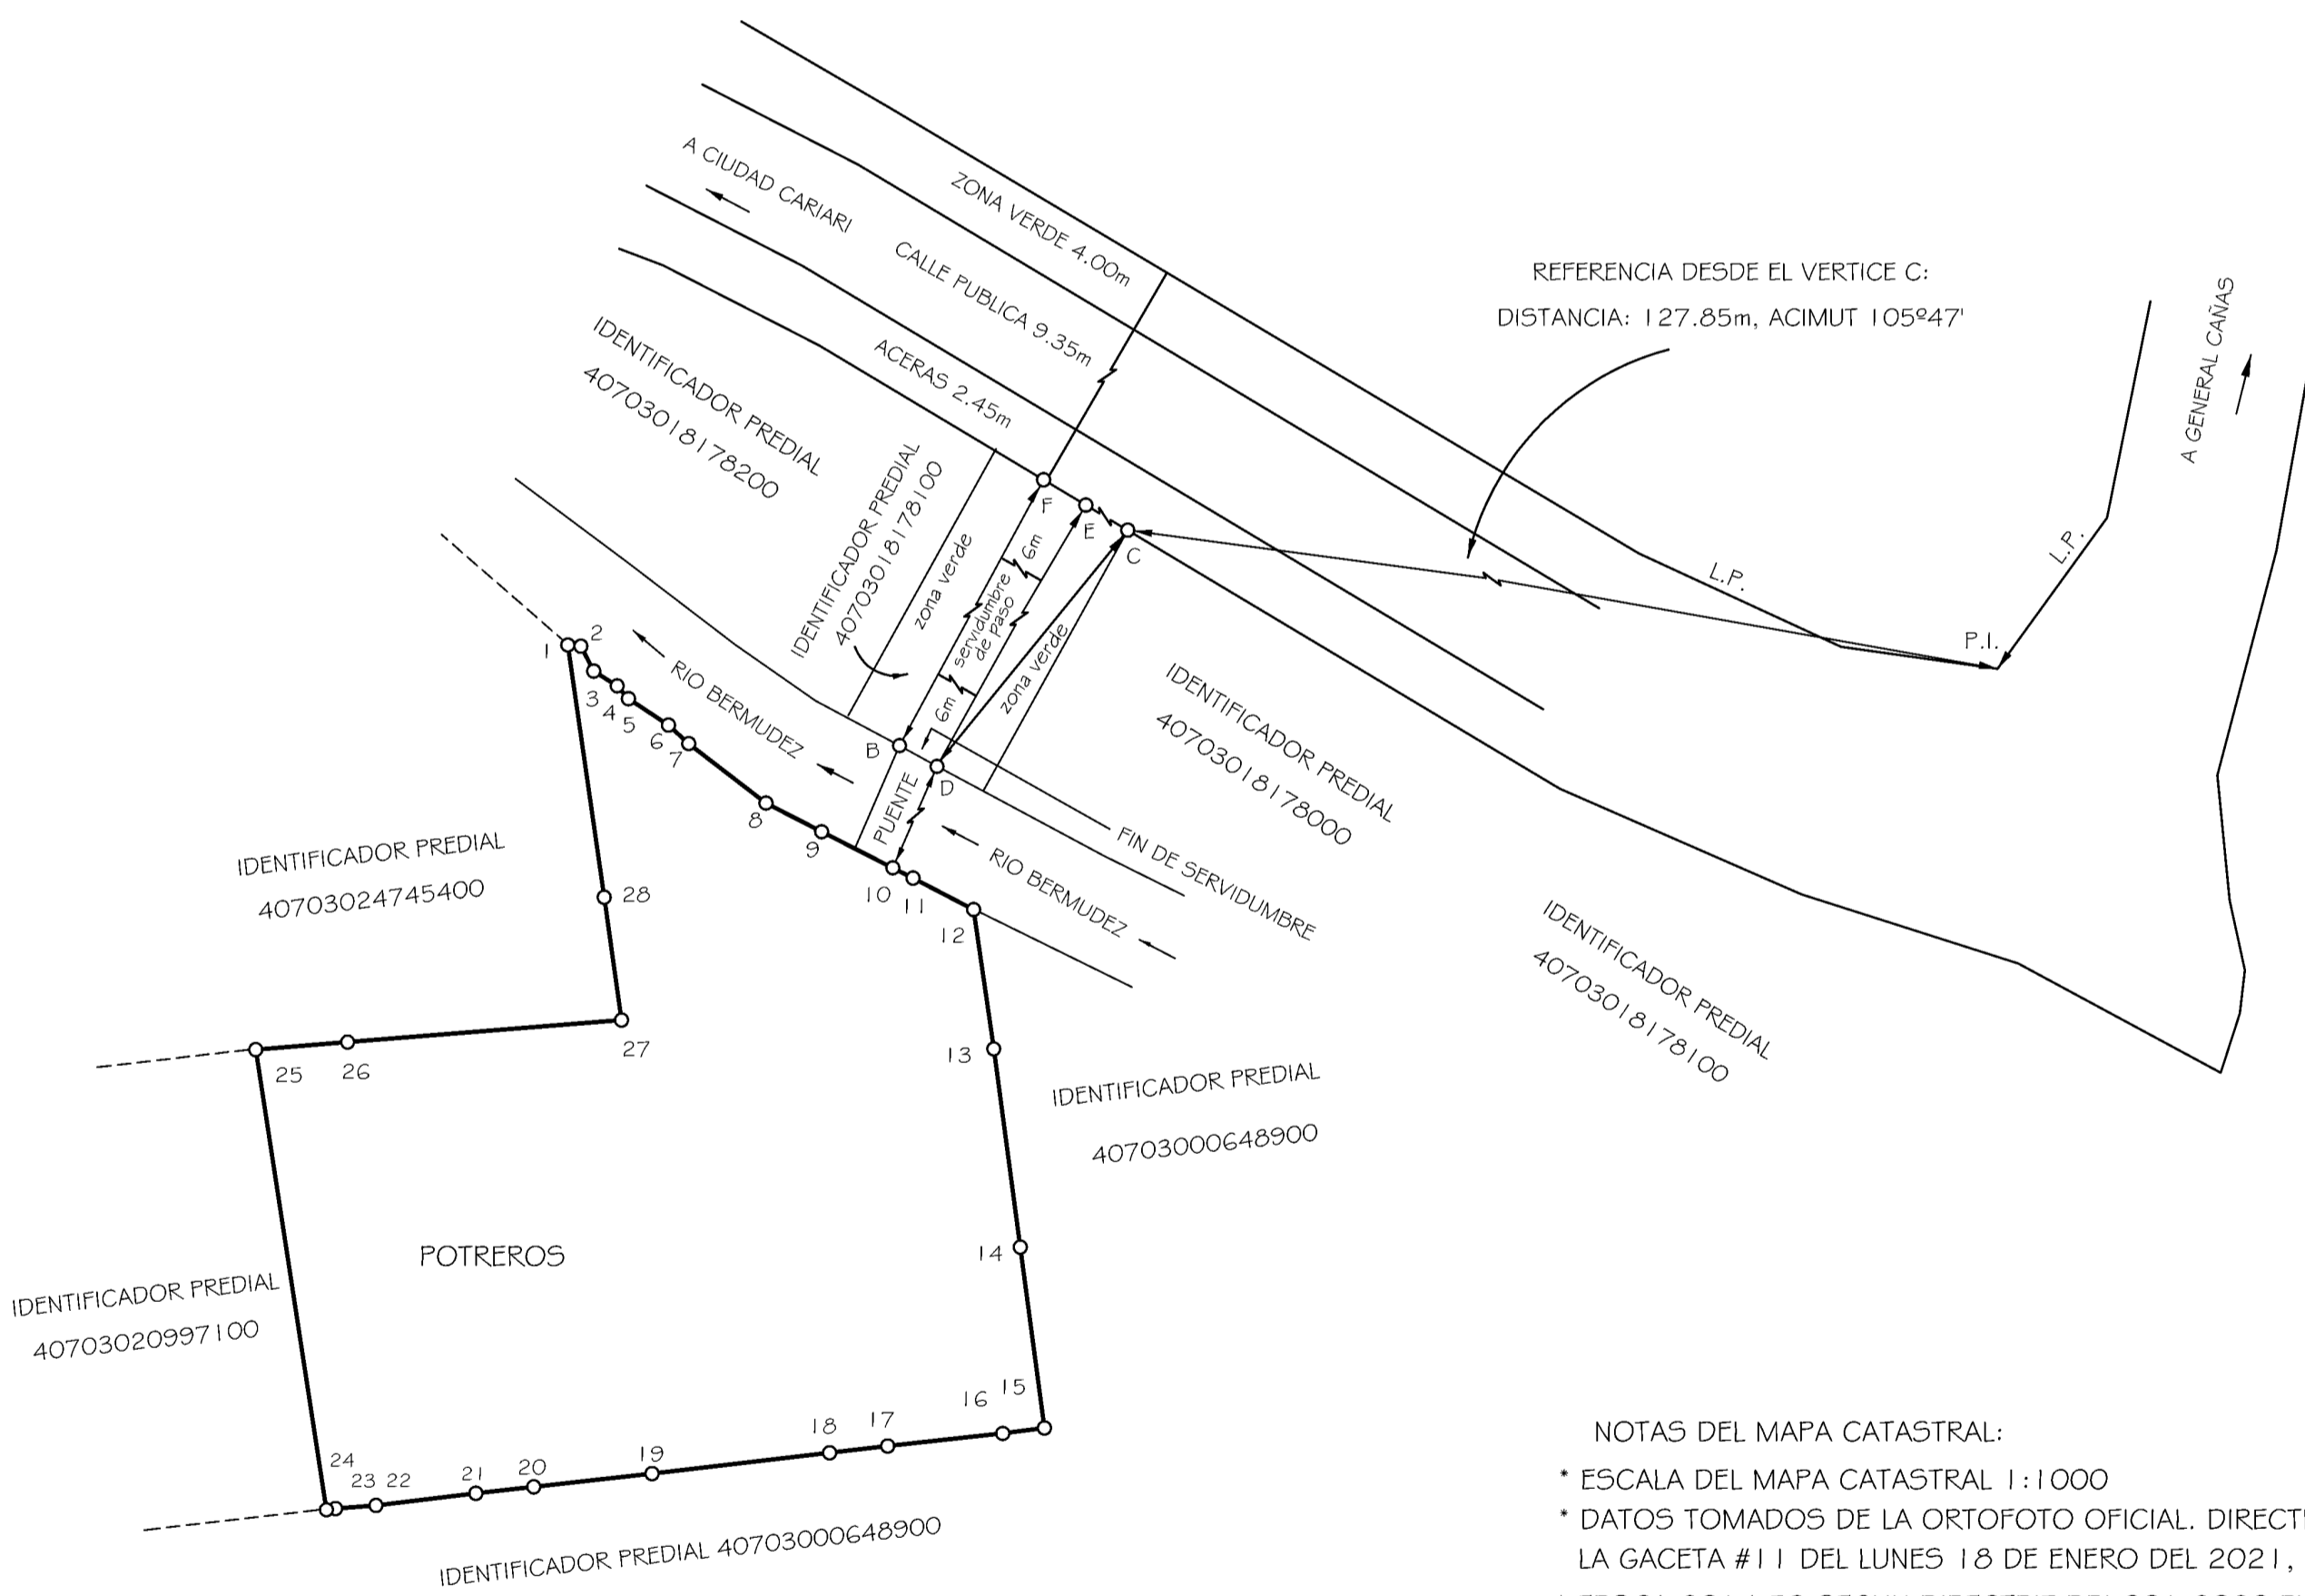 ZONA VERDE 4.00m
A CIUDAD CARIARI
CALLE PUBLICA 9.35m
ACERAS 2.45m
REFERENCIA DESDE EL VERTICE C:
DISTANCIA: 127.85m, ACIMUT 105º47'
A GENERAL CAÑAS
L.P.
L.P.
P.I.
IDENTIFICADOR PREDIAL
40703018178200
IDENTIFICADOR PREDIAL
40703018178100
zona verde
servidumbre
de paso
6m
6m
zona verde
F
E
C
B
D
PUENTE
RIO BERMUDEZ
RIO BERMUDEZ
FIN DE SERVIDUMBRE
IDENTIFICADOR PREDIAL
40703018178000
IDENTIFICADOR PREDIAL
40703018178100
1
2
3
4
5
6
7
8
9
10
11
12
13
14
15
16
17
18
19
20
21
22
23
24
25
26
27
28
IDENTIFICADOR PREDIAL
40703024745400
IDENTIFICADOR PREDIAL
40703000648900
POTREROS
IDENTIFICADOR PREDIAL
40703020997100
IDENTIFICADOR PREDIAL 40703000648900
NOTAS DEL MAPA CATASTRAL:
* ESCALA DEL MAPA CATASTRAL 1:1000
* DATOS TOMADOS DE LA ORTOFOTO OFICIAL. DIRECT
LA GACETA #11 DEL LUNES 18 DE ENERO DEL 2021,